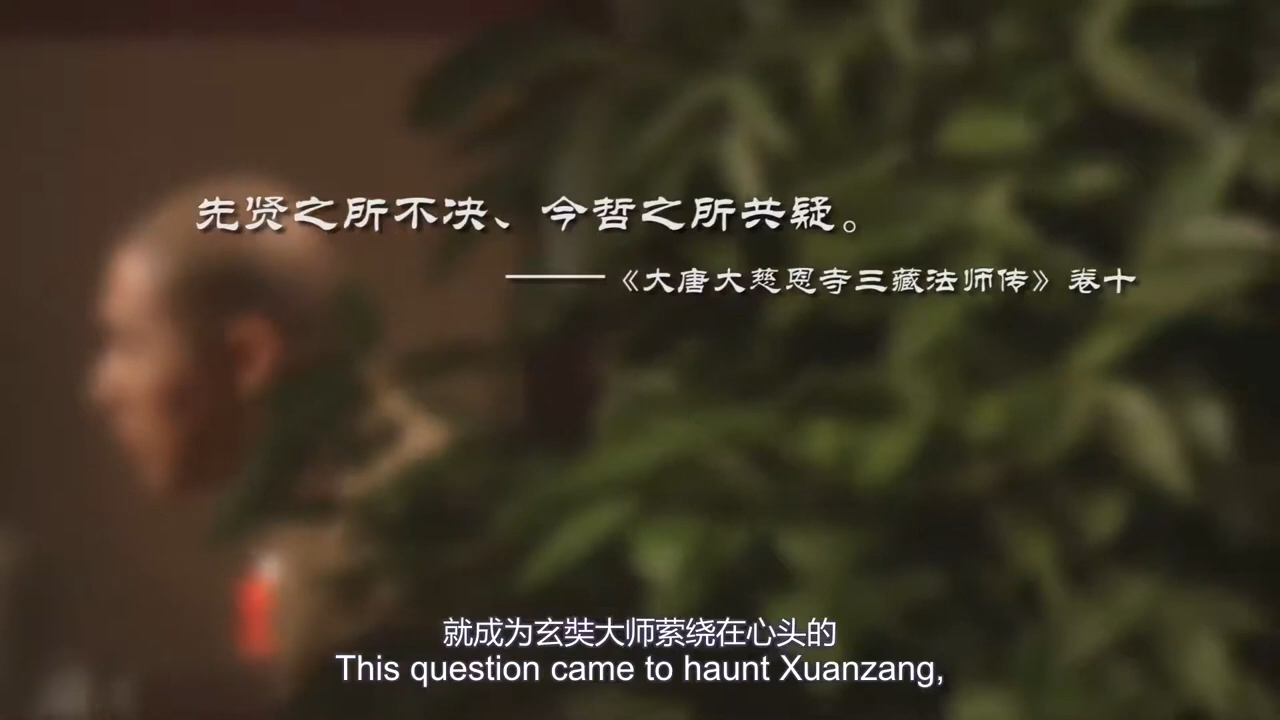 先贤之所不决、今哲之所共疑。
——《大唐大慈恩寺三藏法师传》卷十
就成为玄奘大师萦绕在心头的
This question came to haunt Xuanzang,